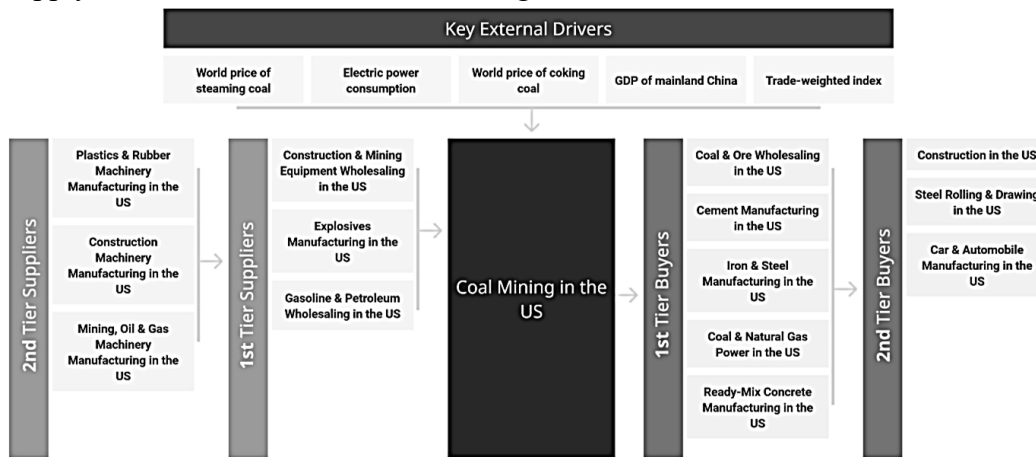 Key External Drivers
World price of
steaming coal
Electric power
consumption
World price of coking
coal
GDP of mainland China
Trade-weighted index
2nd Tier Suppliers
Plastics & Rubber
Machinery
Manufacturing in the
US
Construction
Machinery
Manufacturing in the
US
Mining, Oil & Gas
Machinery
Manufacturing in the
US
1st Tier Suppliers
Construction & Mining
Equipment Wholesaling
in the US
Explosives
Manufacturing in the
US
Gasoline & Petroleum
Wholesaling in the US
Coal Mining in the
US
1st Tier Buyers
Coal & Ore Wholesaling
in the US
Cement Manufacturing
in the US
Iron & Steel
Manufacturing in the
US
Coal & Natural Gas
Power in the US
Ready-Mix Concrete
Manufacturing in the
US
2nd Tier Buyers
Construction in the US
Steel Rolling & Drawing
in the US
Car & Automobile
Manufacturing in the
US